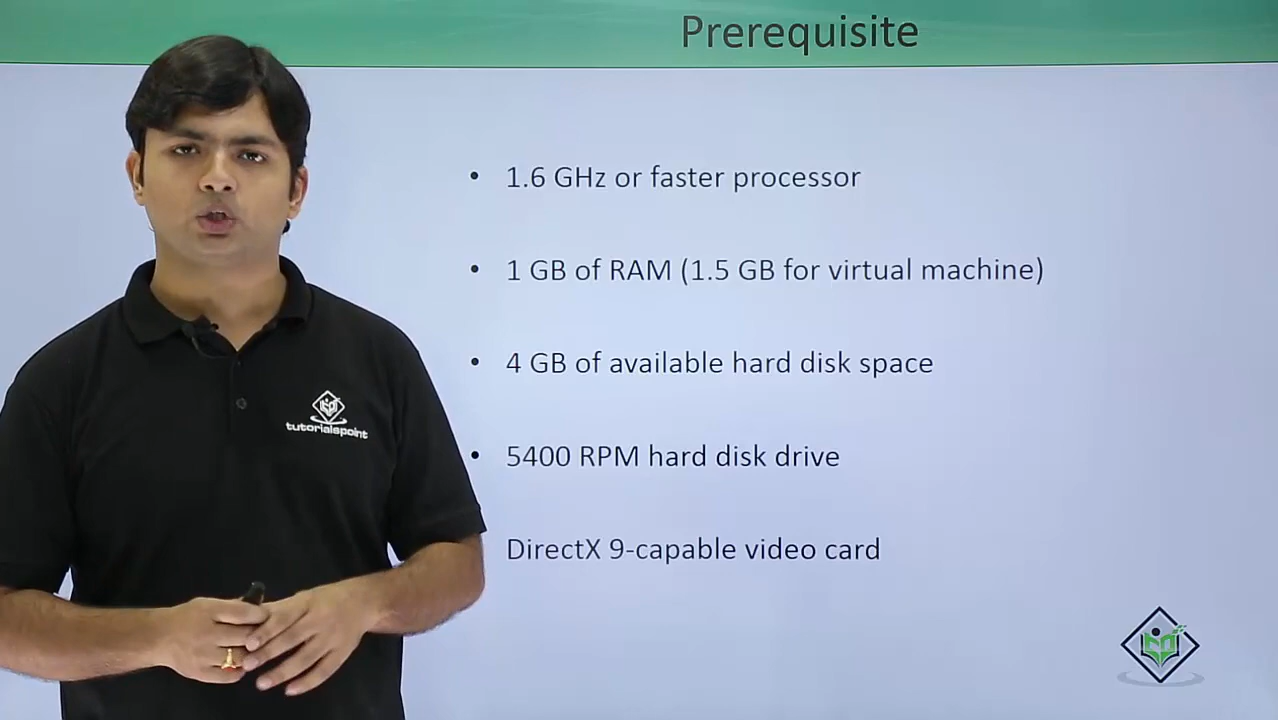 Prerequisite
• 1.6 GHz or faster processor
• 1 GB of RAM (1.5 GB for virtual machine)
• 4 GB of available hard disk space
• 5400 RPM hard disk drive
DirectX 9-capable video card
tutorialspoint